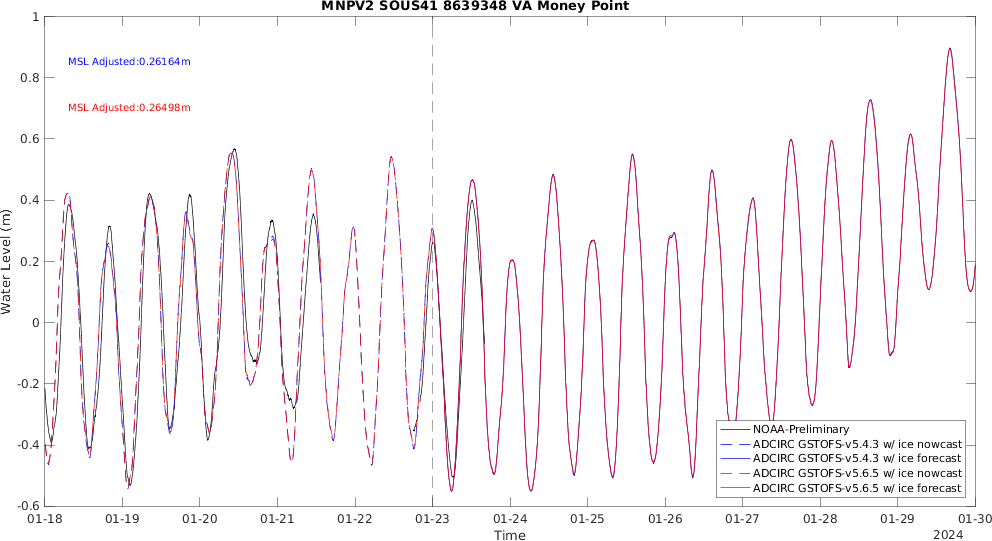 MNPV2 SOUS41 8639348 VA Money Point
MSL Adjusted:0.26164m
MSL Adjusted:0.26498m
Water Level (m)
1
0.8
0.6
0.4
0.2
0
-0.2
-0.4
-0.6
NOAA-Preliminary
ADCIRC GSTOFS-v5.4.3 w/ ice nowcast
ADCIRC GSTOFS-v5.4.3 w/ ice forecast
ADCIRC GSTOFS-v5.6.5 w/ ice nowcast
ADCIRC GSTOFS-v5.6.5 w/ ice forecast
01-18 01-19 01-20 01-21 01-22 01-23 01-24 01-25 01-26 01-27 01-28 01-29 01-30
Time
2024